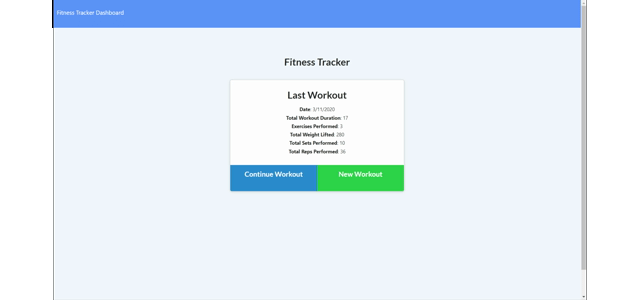 Fitness Tracker Dashboard
Fitness Tracker
Last Workout
Date: 3/11/2020
Total Workout Duration: 17
Exercises Performed: 3
Total Weight Lifted: 280
Total Sets Performed: 10
Total Reps Performed: 36
Continue Workout
New Workout